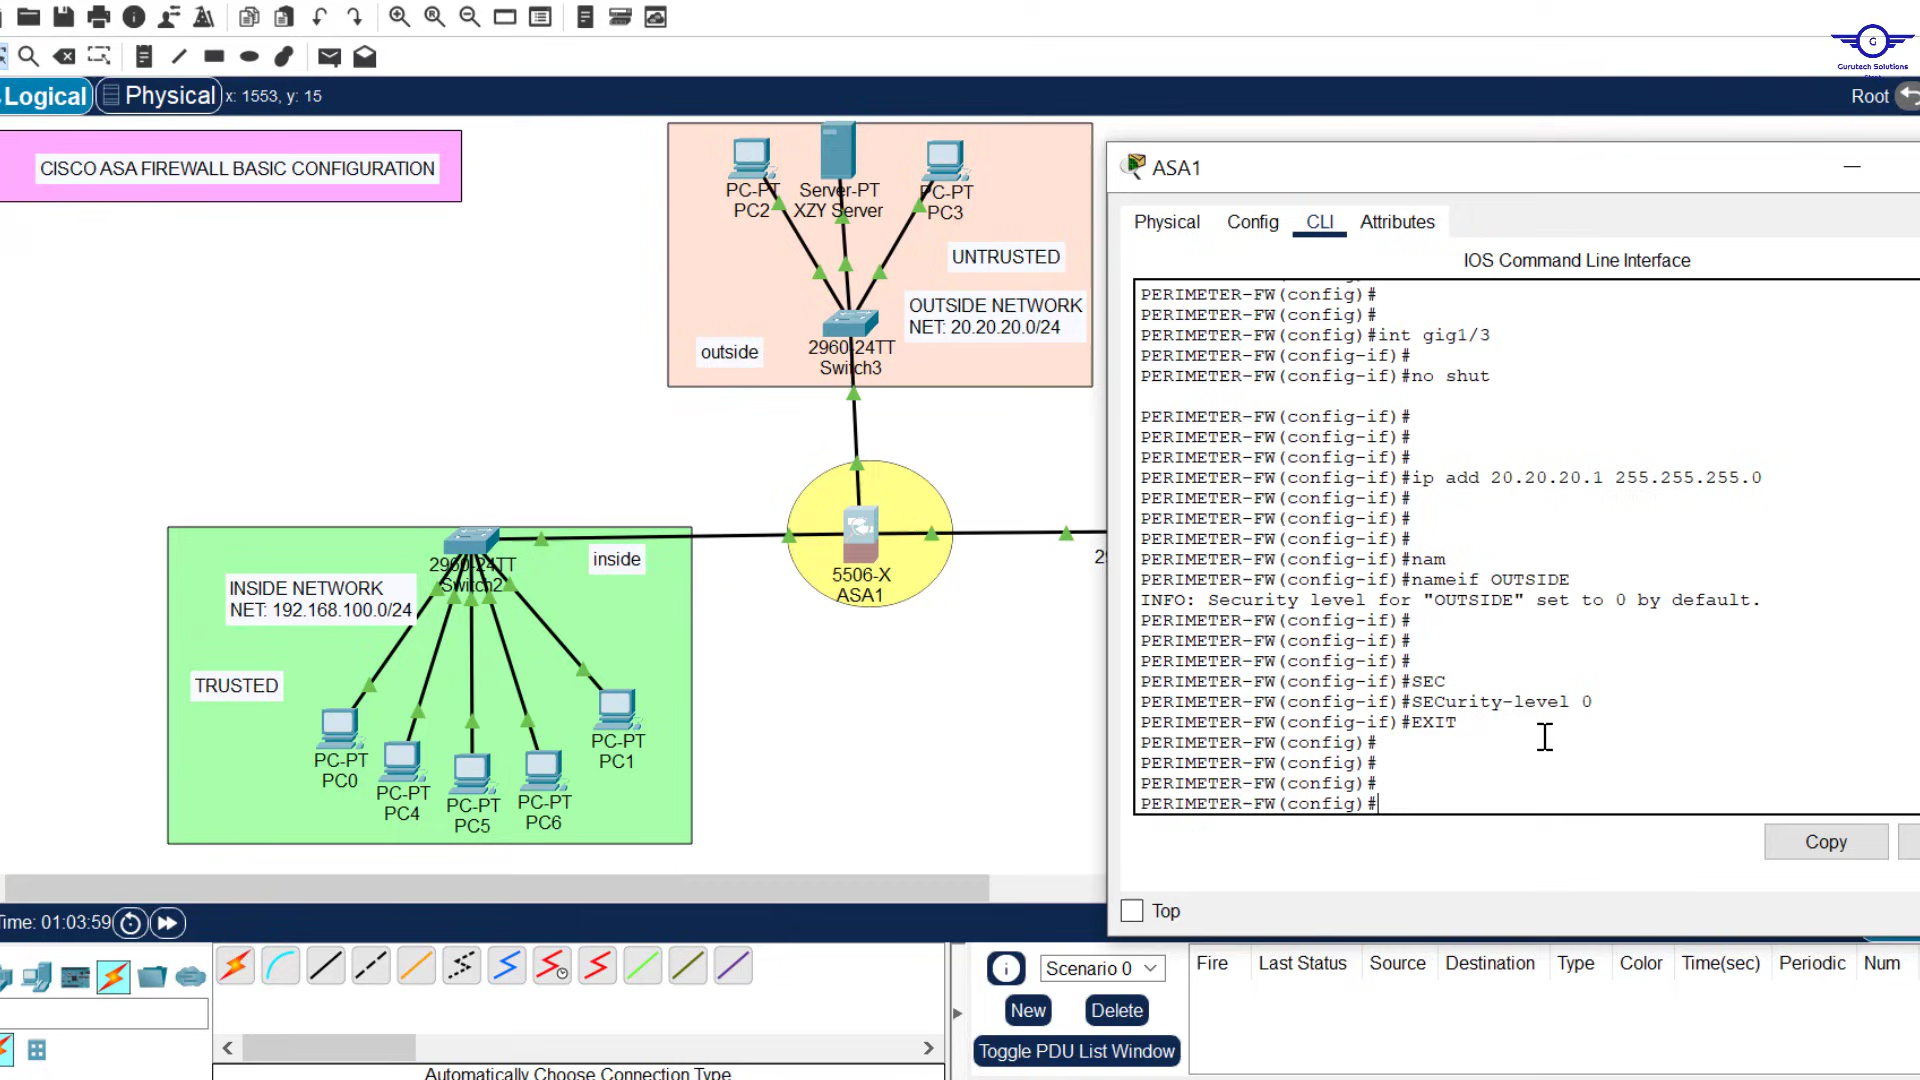 G
Gurutech Solutions
Logical
Physical
x: 1553, y: 15
Root
CISCO ASA FIREWALL BASIC CONFIGURATION
PC-PT
PC2
Server-PT
XZY Server
PC-PT
PC3
UNTRUSTED
OUTSIDE NETWORK
NET: 20.20.20.0/24
outside
2960-24TT
Switch3
2960-24TT
Switch2
inside
INSIDE NETWORK
NET: 192.168.100.0/24
5506-X
ASA1
29
TRUSTED
PC-PT
PC0
PC-PT
PC4
PC-PT
PC5
PC-PT
PC6
PC-PT
PC1
ASA1
Physical
Config
CLI
Attributes
IOS Command Line Interface
PERIMETER-FW(config)#
PERIMETER-FW(config)#
PERIMETER-FW(config)#int gig1/3
PERIMETER-FW(config-if)#
PERIMETER-FW(config-if)#no shut
PERIMETER-FW(config-if)#
PERIMETER-FW(config-if)#
PERIMETER-FW(config-if)#
PERIMETER-FW(config-if)#ip add 20.20.20.1 255.255.255.0
PERIMETER-FW(config-if)#
PERIMETER-FW(config-if)#
PERIMETER-FW(config-if)#
PERIMETER-FW(config-if)#nam
PERIMETER-FW(config-if)#nameif OUTSIDE
INFO: Security level for "OUTSIDE" set to 0 by default.
PERIMETER-FW(config-if)#
PERIMETER-FW(config-if)#
PERIMETER-FW(config-if)#
PERIMETER-FW(config-if)#SEC
PERIMETER-FW(config-if)#SECurity-level 0
PERIMETER-FW(config-if)#EXIT
PERIMETER-FW(config)#
PERIMETER-FW(config)#
PERIMETER-FW(config)#
PERIMETER-FW(config)#
Copy
Top
Time: 01:03:59
Scenario 0
New
Delete
Toggle PDU List Window
Fire
Last Status
Source
Destination
Type
Color
Time(sec)
Periodic
Num
Automatically Choose Connection Type